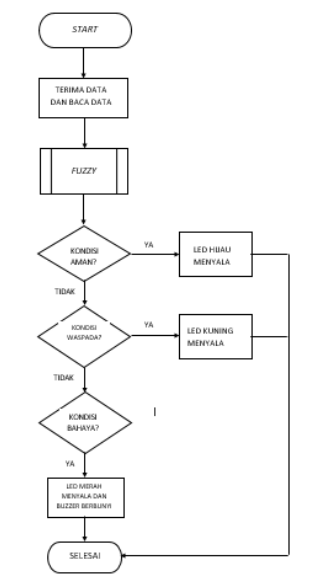 START
TERIMA DATA
DAN BACA DATA
FUZZY
KONDISI
AMAN?
YA
LED HIJAU
MENYALA
TIDAK
KONDISI
WASPADA?
YA
LED KUNING
MENYALA
TIDAK
KONDISI
BAHAYA?
YA
LED MERAH
MENYALA DAN
BUZZER BERBUNYI
SELESAI